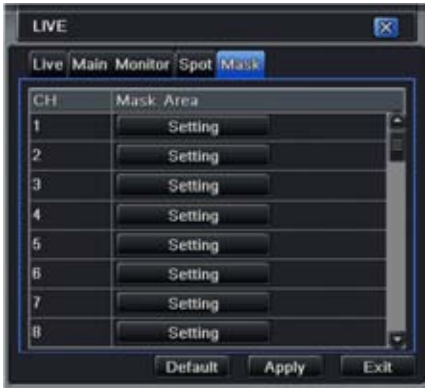 LIVE
Live Main Monitor Spot Mask
CH Mask Area
1 Setting
2 Setting
3 Setting
4 Setting
5 Setting
6 Setting
7 Setting
8 Setting
Default Apply Exit